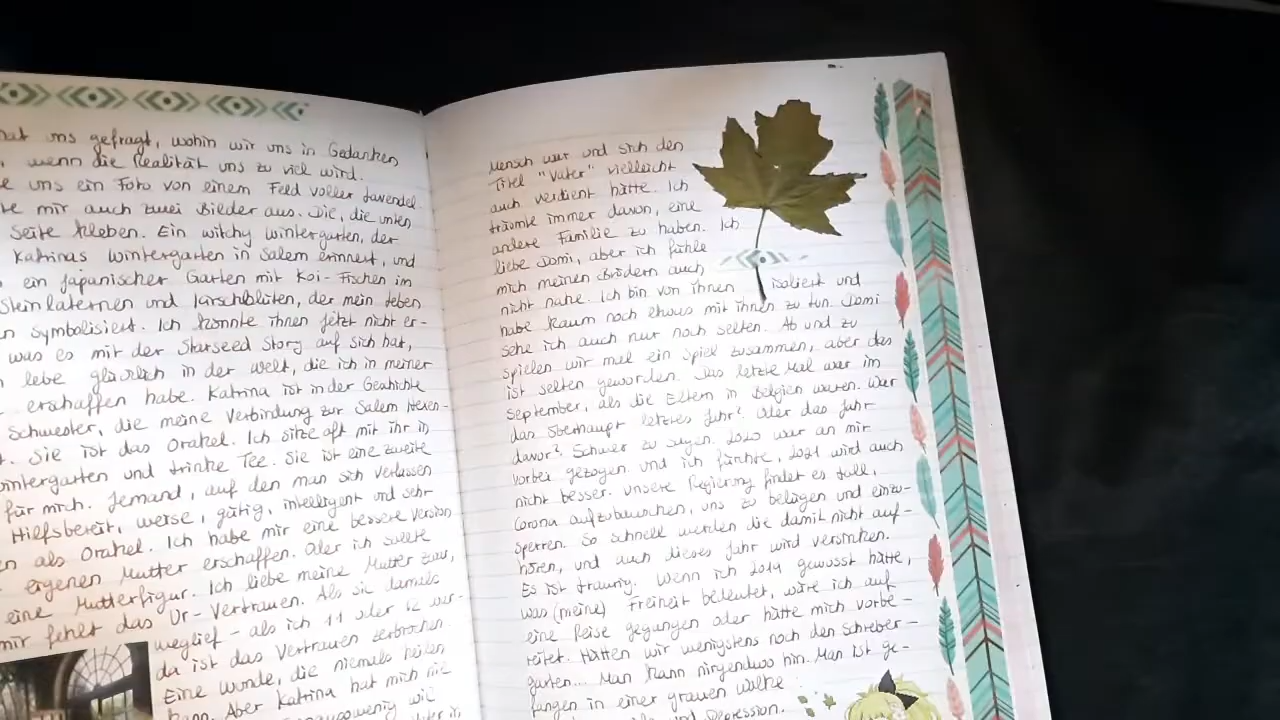 hat uns gefragt, wohin wir uns in Gedanken
, wenn die Realität uns zu viel wird.
uns ein Foto von einem Feld voller Lavendel
te mir auch zwei Bilder aus. Die, die unten
Seite kleben. Ein witchy Wintergarten, der
Katrinas Wintergarten in Salem erinnert, und
ein japanischer Garten mit Koi-Fischen im
Steinlaternen und Kirschblüten, der mein Leben
n symbolisiert. Ich konnte ihnen jetzt nicht er-
was es mit der Starseed Story auf sich hat,
lebe glücklich in der Welt, die ich in meiner
erschaffen habe. Katrina ist in der Geschichte
Schwester, die meine Verbindung zur Salem Hexen-
. Sie ist das Orakel. Ich sitze oft mit ihr in
Wintergarten und trinke Tee. Sie ist eine zweite
für mich. Jemand, auf den man sich verlassen
Hilfsbereit, weise, gütig, intelligent und sehr
en als Orakel. Ich habe mir eine bessere Version
eigenen Mutter erschaffen. Oder ich sollte
eine Mutterfigur. Ich liebe meine Mutter zwar,
mir fehlt das Ur-Vertrauen. Als sie damals
weglief - als ich 11 oder 12 war -
da ist das Vertrauen zerbrochen.
Eine Wunde, die niemals heilen
kann. Aber Katrina hat mich nie
genausowenig wie
Mensch war und sich den
Titel "Vater" vielleicht
auch verdient hätte. Ich
träumte immer davon, eine
andere Familie zu haben. Ich
liebe Domi, aber ich fühle
mich meinen Brüdern auch
nicht nahe. Ich bin von ihnen isoliert und
habe kaum noch etwas mit ihnen zu tun. Domi
sehe ich auch nur noch selten. Ab und zu
spielen wir mal ein Spiel zusammen, aber das
ist selten geworden. Das letzte Mal war im
September, als die Eltern in Belgien waren. War
das überhaupt letztes Jahr? Oder das Jahr
davor? Schwer zu sagen. 2020 war an mir
vorbei gezogen. Und ich fürchte, 2021 wird auch
nicht besser. Unsere Regierung findet es toll,
Corona aufzubauschen, uns zu belügen und einzu-
sperren. So schnell werden die damit nicht auf-
hören, und auch dieses Jahr wird verstreichen.
Es ist traurig. Wenn ich 2019 gewusst hätte,
was (meine) Freiheit bedeutet, wäre ich auf
eine Reise gegangen oder hätte mich vorbe-
reitet. Hätten wir wenigstens noch den Schreber-
garten... Man kann nirgendwo hin. Man ist ge-
fangen in einer grauen Wolke
und Depression.